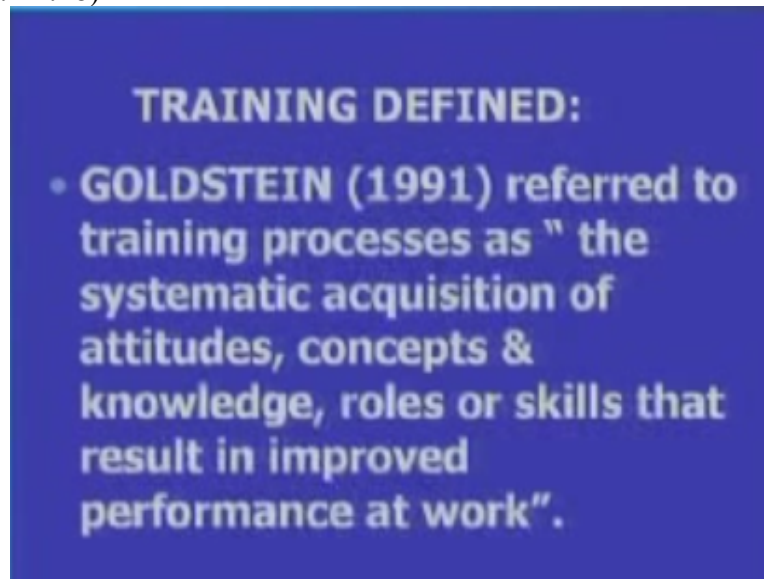 TRAINING DEFINED:
• GOLDSTEIN (1991) referred to
training processes as “ the
systematic acquisition of
attitudes, concepts &
knowledge, roles or skills that
result in improved
performance at work”.